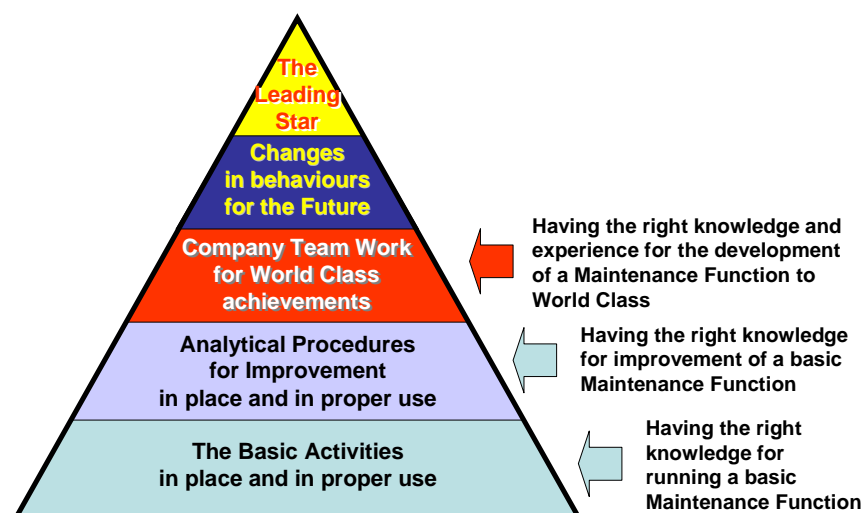 The
Leading
Star
Changes
in behaviours
for the Future
Company Team Work
for World Class
achievements
Having the right knowledge and
experience for the development
of a Maintenance Function to
World Class
Analytical Procedures
for Improvement
in place and in proper use
Having the right knowledge
for improvement of a basic
Maintenance Function
The Basic Activities
in place and in proper use
Having the right
knowledge for
running a basic
Maintenance Function